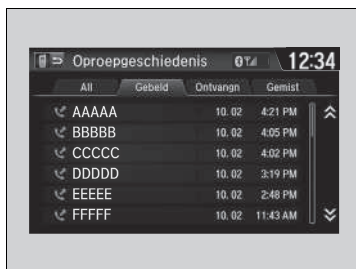 Oproepgeschiedenis 12:34
All Gebeld Ontvangn Gemist
AAAAA 10. 02 4:21 PM
BBBBB 10. 02 4:05 PM
CCCCC 10. 02 4:02 PM
DDDDD 10. 02 3:19 PM
EEEEE 10. 02 2:48 PM
FFFFF 10. 02 11:43 AM